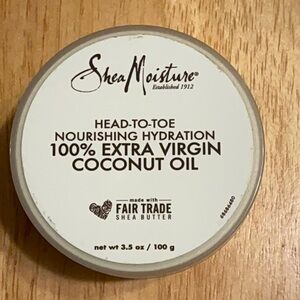 SheaMoisture®
Established 1912
HEAD-TO-TOE
NOURISHING HYDRATION
100% EXTRA VIRGIN
COCONUT OIL
made with
FAIR TRADE
SHEA BUTTER
net wt 3.5 oz / 100 g